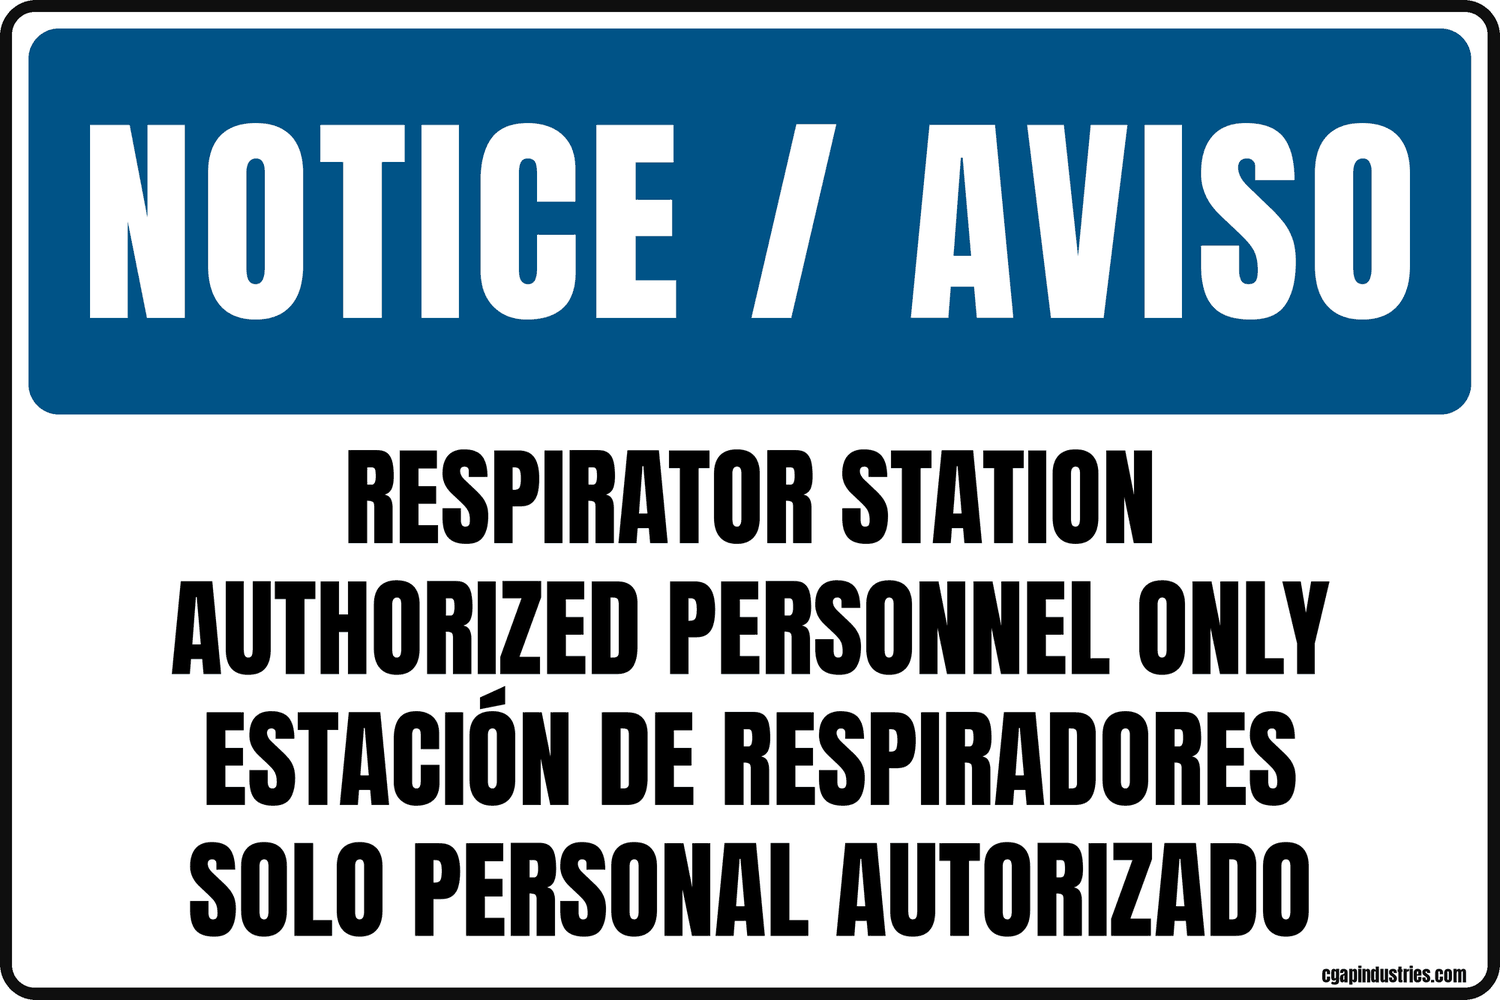 NOTICE / AVISO
RESPIRATOR STATION
AUTHORIZED PERSONNEL ONLY
ESTACIÓN DE RESPIRADORES
SOLO PERSONAL AUTORIZADO
cgapindustries.com